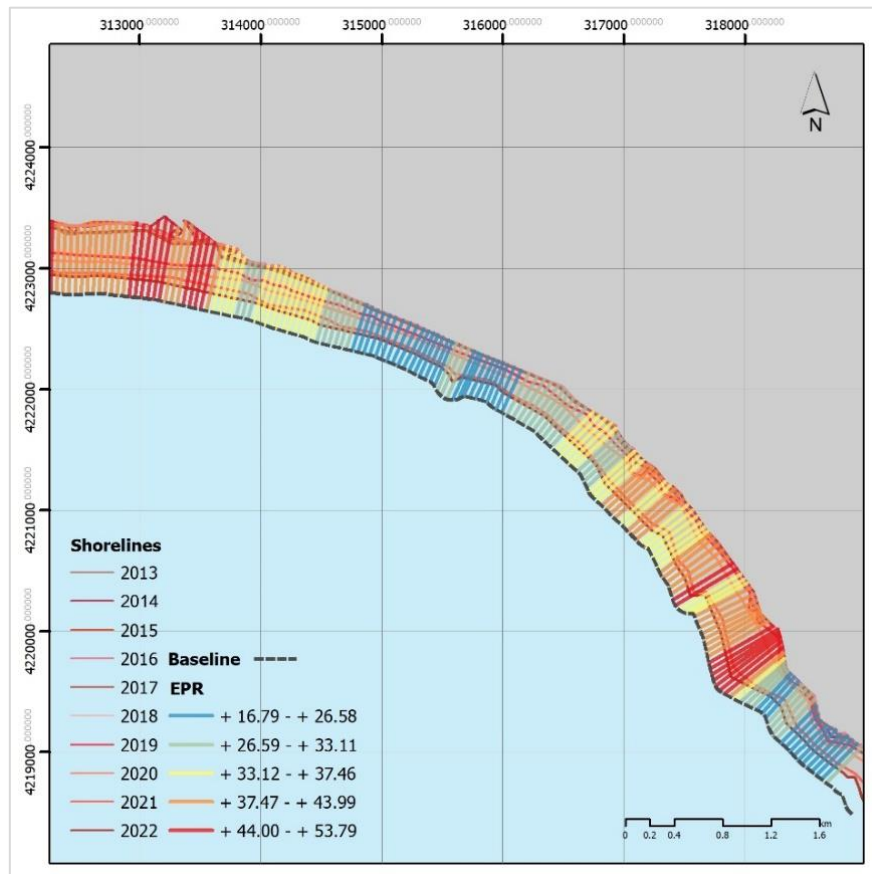 313000.000000 314000.000000 315000.000000 316000.000000 317000.000000 318000.000000
4224000.000000
4223000.000000
4222000.000000
4221000.000000
4220000.000000
4219000.000000
N
Shorelines
2013
2014
2015
2016 Baseline
2017 EPR
2018 + 16.79 - + 26.58
2019 + 26.59 - + 33.11
2020 + 33.12 - + 37.46
2021 + 37.47 - + 43.99
2022 + 44.00 - + 53.79
km
0 0.2 0.4 0.8 1.2 1.6